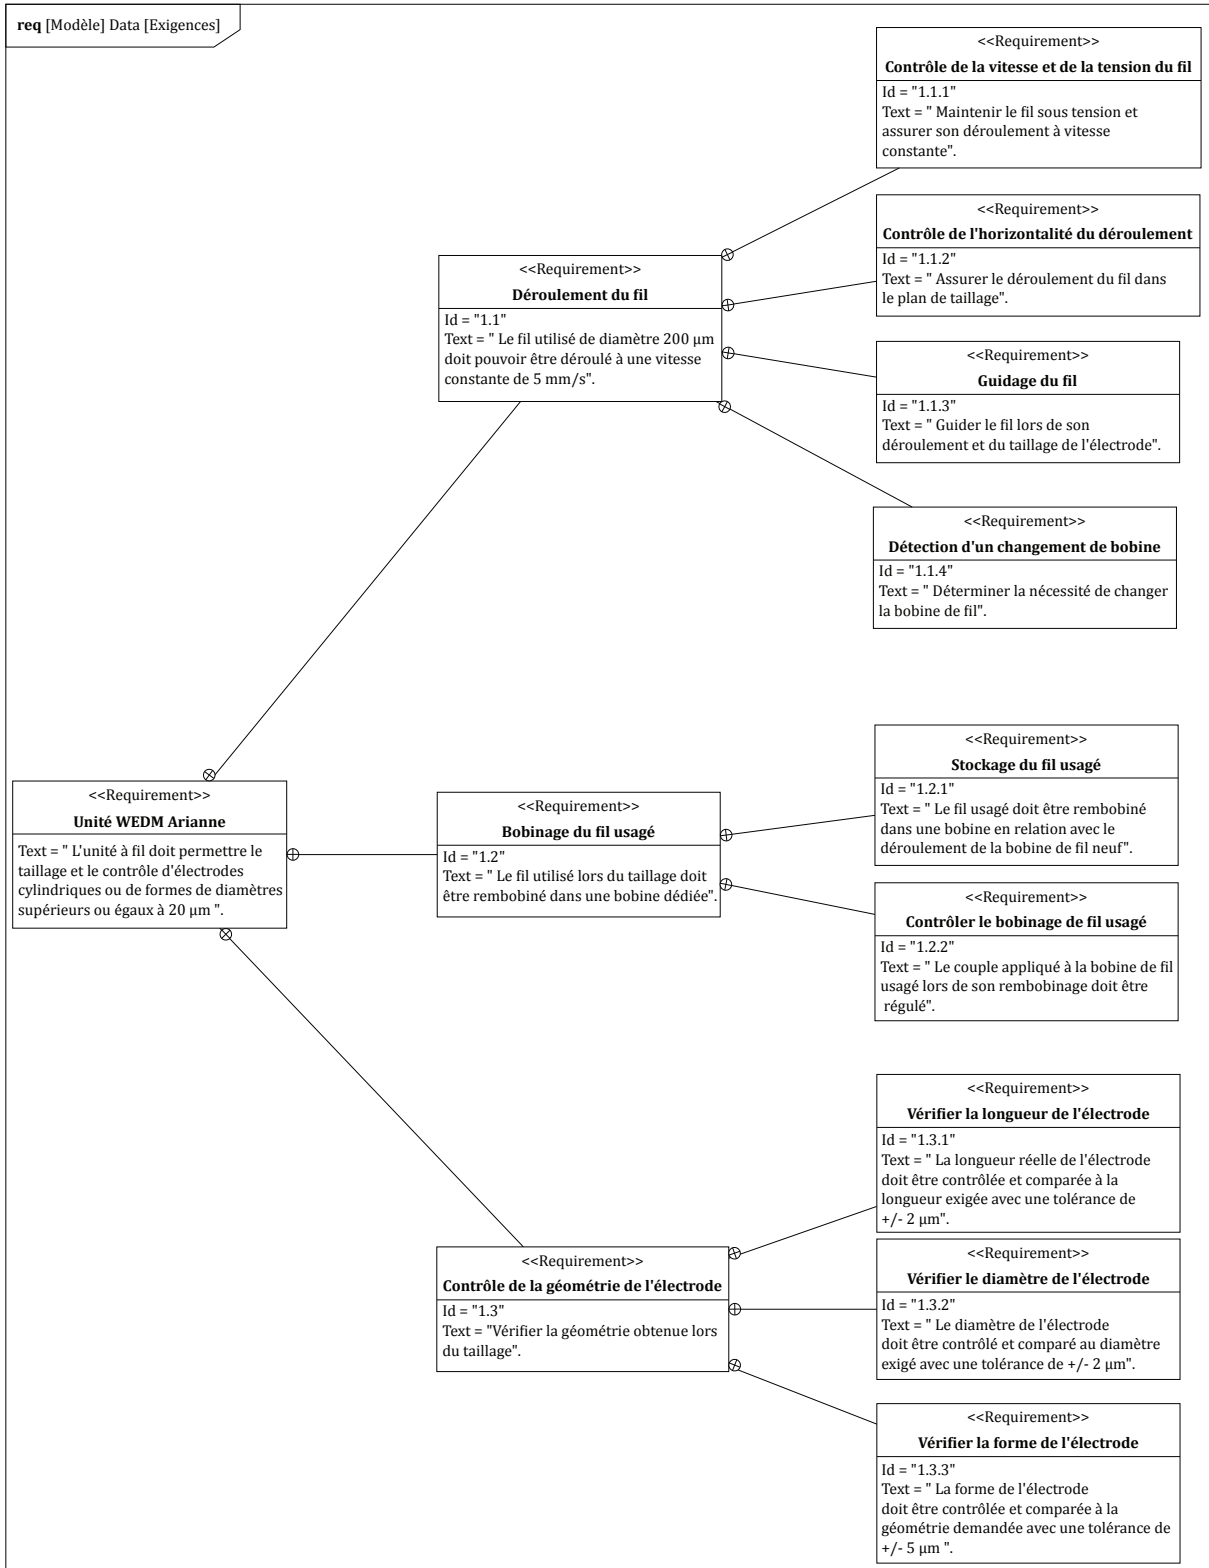 req [Modèle] Data [Exigences]
<<Requirement>>
Contrôle de la vitesse et de la tension du fil
Id = "1.1.1"
Text = " Maintenir le fil sous tension et
assurer son déroulement à vitesse
constante".
<<Requirement>>
Contrôle de l'horizontalité du déroulement
Id = "1.1.2"
Text = " Assurer le déroulement du fil dans
le plan de taillage".
<<Requirement>>
Déroulement du fil
Id = "1.1"
Text = " Le fil utilisé de diamètre 200 µm
doit pouvoir être déroulé à une vitesse
constante de 5 mm/s".
<<Requirement>>
Guidage du fil
Id = "1.1.3"
Text = " Guider le fil lors de son
déroulement et du taillage de l'électrode".
<<Requirement>>
Détection d'un changement de bobine
Id = "1.1.4"
Text = " Déterminer la nécessité de changer
la bobine de fil".
<<Requirement>>
Unité WEDM Arianne
Text = " L'unité à fil doit permettre le
taillage et le contrôle d'électrodes
cylindriques ou de formes de diamètres
supérieurs ou égaux à 20 µm ".
<<Requirement>>
Bobinage du fil usagé
Id = "1.2"
Text = " Le fil utilisé lors du taillage doit
être rembobiné dans une bobine dédiée".
<<Requirement>>
Stockage du fil usagé
Id = "1.2.1"
Text = " Le fil usagé doit être rembobiné
dans une bobine en relation avec le
déroulement de la bobine de fil neuf".
<<Requirement>>
Contrôler le bobinage de fil usagé
Id = "1.2.2"
Text = " Le couple appliqué à la bobine de fil
usagé lors de son rembobinage doit être
régulé".
<<Requirement>>
Vérifier la longueur de l'électrode
Id = "1.3.1"
Text = " La longueur réelle de l'électrode
doit être contrôlée et comparée à la
longueur exigée avec une tolérance de
+/- 2 µm".
<<Requirement>>
Contrôle de la géométrie de l'électrode
Id = "1.3"
Text = "Vérifier la géométrie obtenue lors
du taillage".
<<Requirement>>
Vérifier le diamètre de l'électrode
Id = "1.3.2"
Text = " Le diamètre de l'électrode
doit être contrôlé et comparé au diamètre
exigé avec une tolérance de +/- 2 µm".
<<Requirement>>
Vérifier la forme de l'électrode
Id = "1.3.3"
Text = " La forme de l'électrode
doit être contrôlée et comparée à la
géométrie demandée avec une tolérance de
+/- 5 µm ".